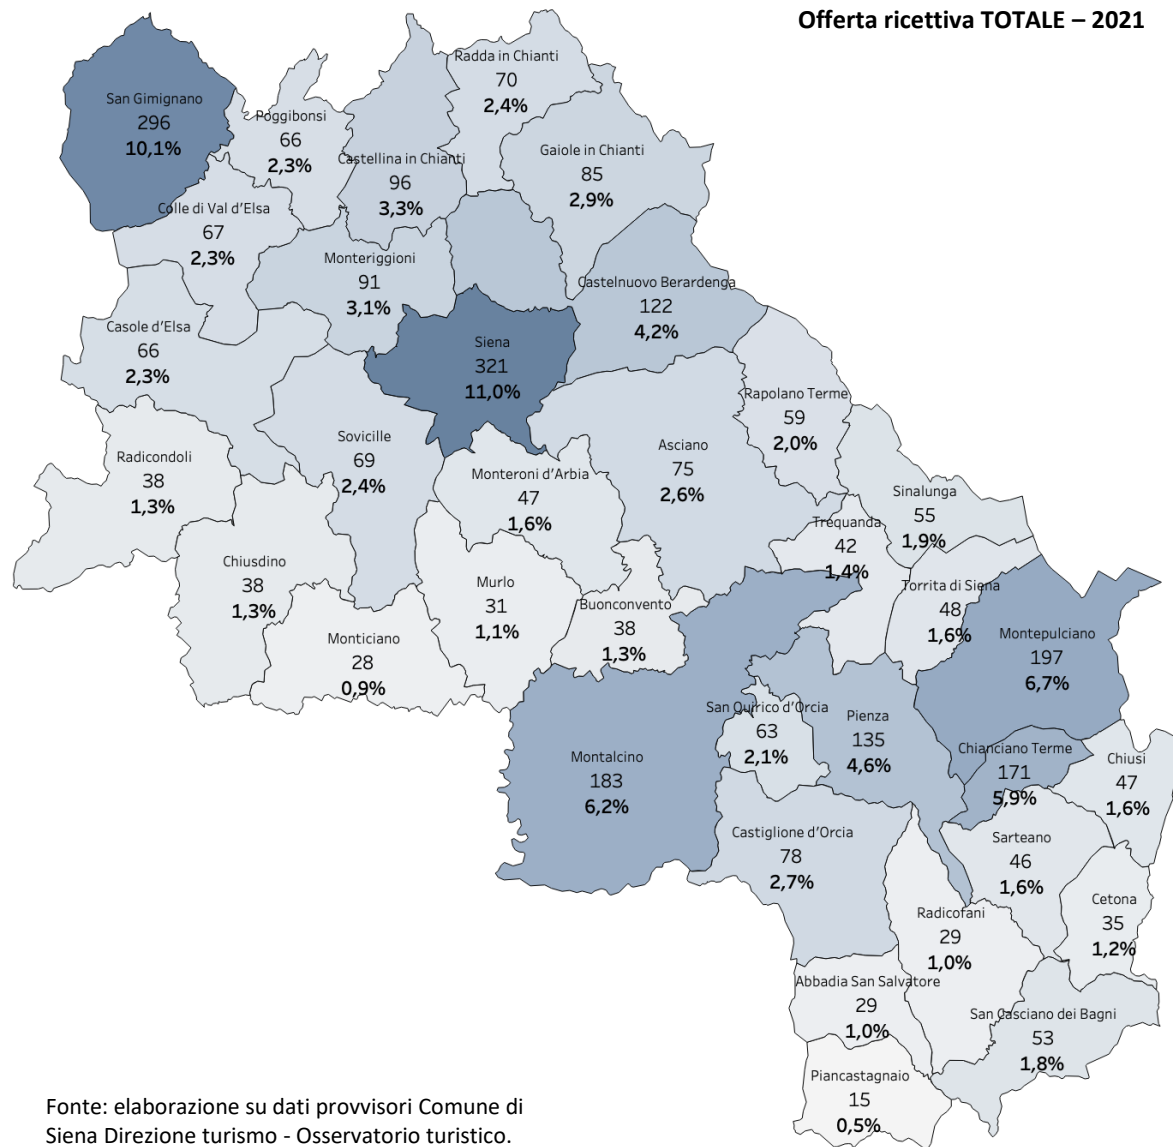 Offerta ricettiva TOTALE – 2021
Radda in Chianti
70
2,4%
San Gimignano
296
10,1%
Poggibonsi
66
2,3%
Castellina in Chianti
96
3,3%
Gaiole in Chianti
85
2,9%
Colle di Val d'Elsa
67
2,3%
Monteriggioni
91
3,1%
Castelnuovo Berardenga
122
4,2%
Casole d'Elsa
66
2,3%
Siena
321
11,0%
Rapolano Terme
59
2,0%
Radicondoli
38
1,3%
Sovicille
69
2,4%
Asciano
75
2,6%
Monteroni d'Arbia
47
1,6%
Sinalunga
55
1,9%
Trequanda
42
1,4%
Chiusdino
38
1,3%
Murlo
31
1,1%
Buonconvento
38
1,3%
Torrita di Siena
48
1,6%
Monticiano
28
0,9%
Montepulciano
197
6,7%
San Quirico d'Orcia
63
2,1%
Pienza
135
4,6%
Montalcino
183
6,2%
Chianciano Terme
171
5,9%
Chiusi
47
1,6%
Castiglione d'Orcia
78
2,7%
Sarteano
46
1,6%
Cetona
35
1,2%
Radicofani
29
1,0%
Abbadia San Salvatore
29
1,0%
San Casciano dei Bagni
53
1,8%
Piancastagnaio
15
0,5%
Fonte: elaborazione su dati provvisori Comune di
Siena Direzione turismo - Osservatorio turistico.